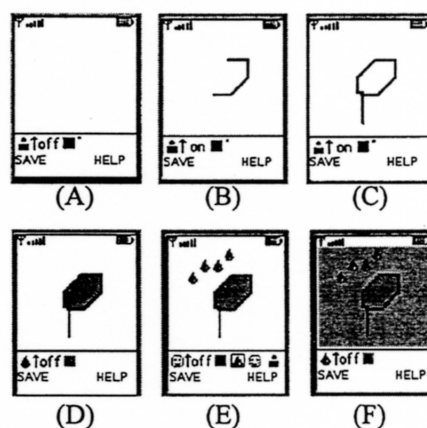 ↑off
SAVE HELP
(A)
↑on
SAVE HELP
(B)
↑on
SAVE HELP
(C)
↑off
SAVE HELP
(D)
↑off
SAVE HELP
(E)
↑off
SAVE HELP
(F)